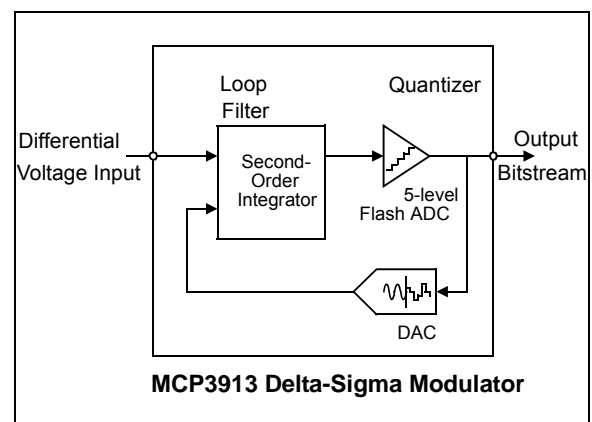 Loop
Filter
Quantizer
Differential
Voltage Input
Second-
Order
Integrator
Output
Bitstream
5-level
Flash ADC
DAC
MCP3913 Delta-Sigma Modulator